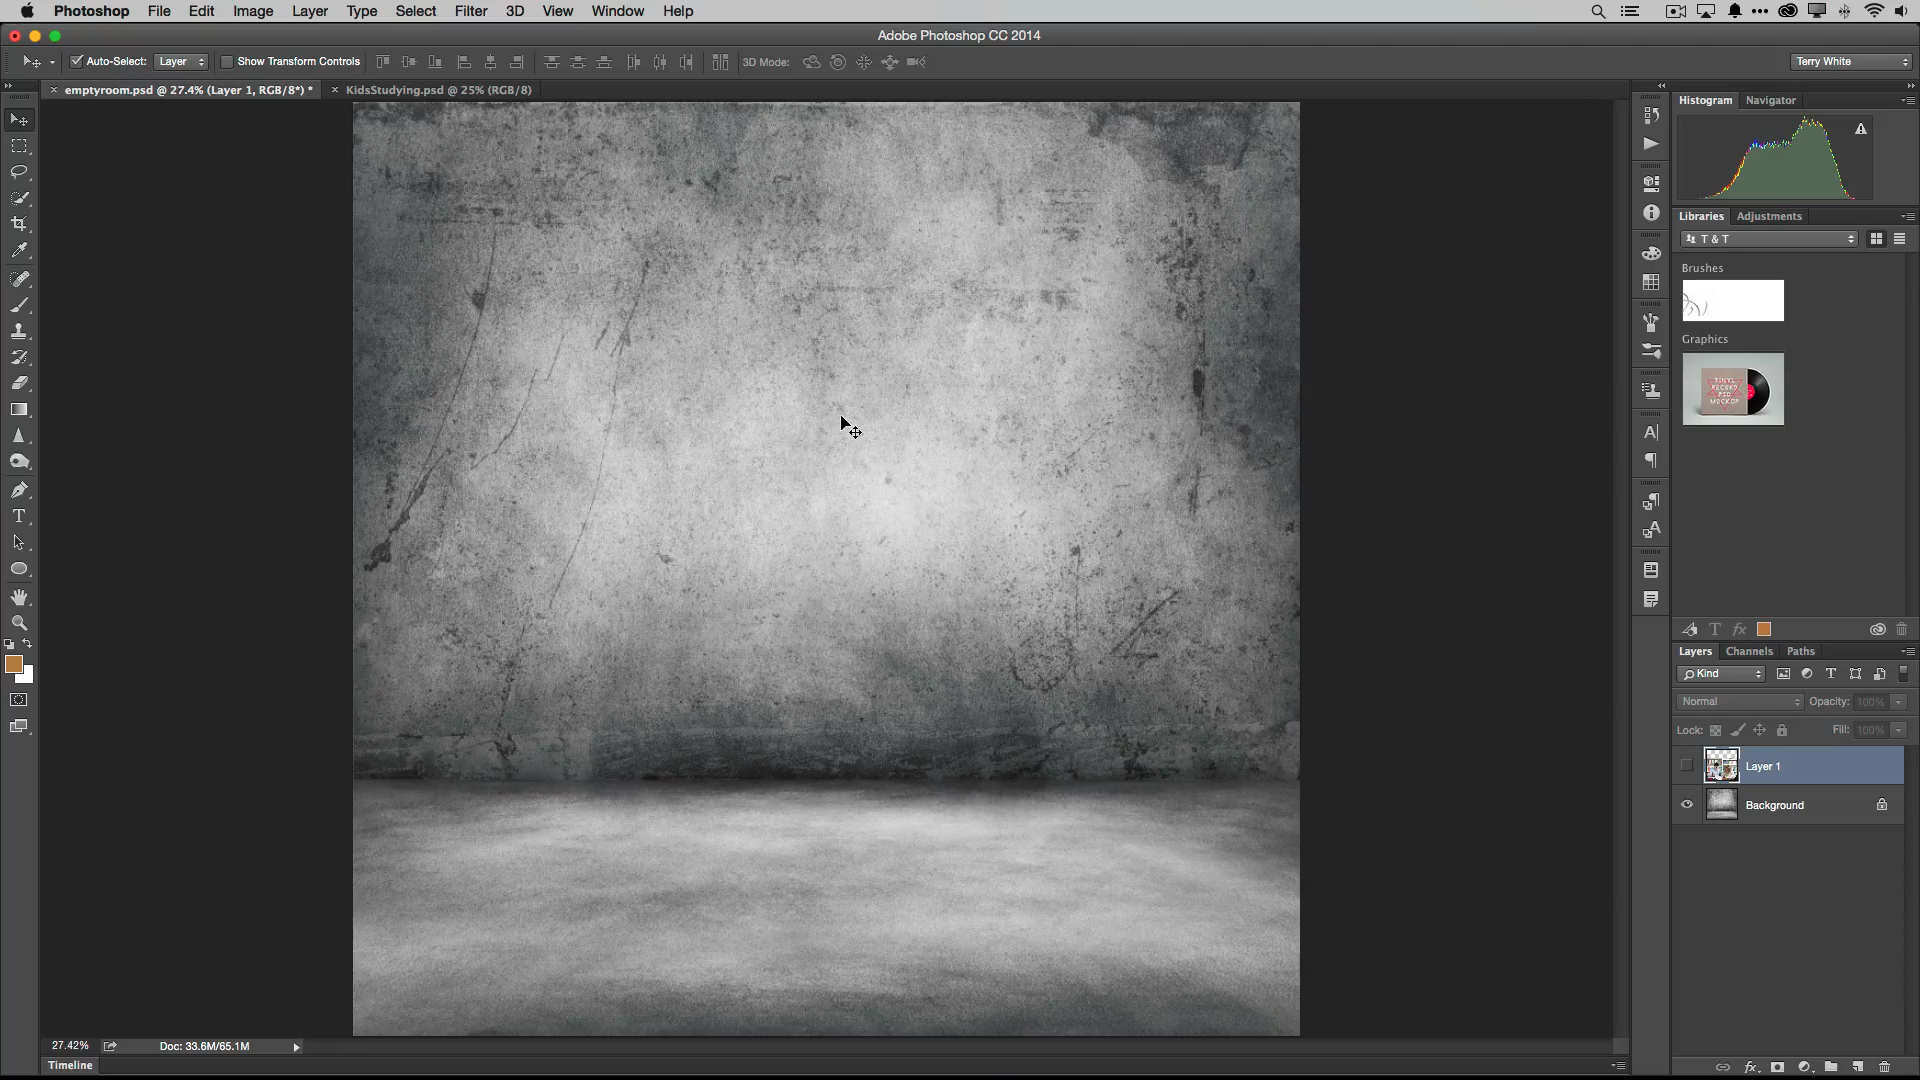 Photoshop File Edit Image Layer Type Select Filter 3D View Window Help
Adobe Photoshop CC 2014
Auto-Select: Layer Show Transform Controls 3D Mode: Terry White
emptyroom.psd @ 27.4% (Layer 1, RGB/8*) * KidsStudying.psd @ 25% (RGB/8)
Histogram Navigator
Libraries Adjustments
T & T
Brushes
Graphics
VINYL
RECORD
PSD
MOCKUP
Layers Channels Paths
Kind
Normal Opacity: 100%
Lock: Fill: 100%
Layer 1
Background
27.42% Doc: 33.6M/65.1M
Timeline